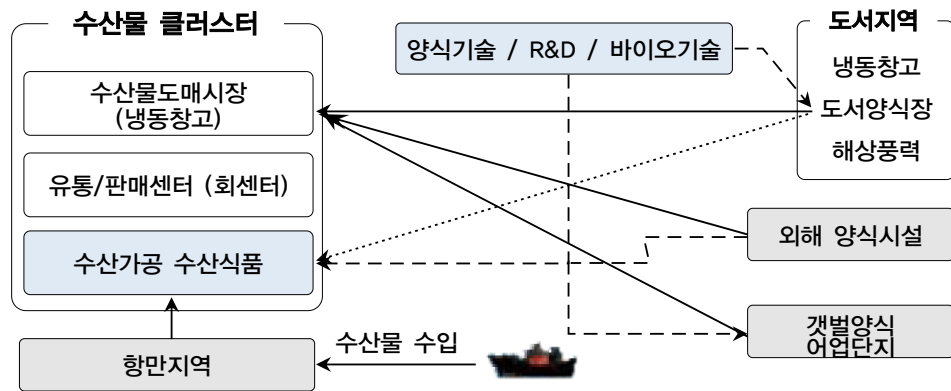 수산물 클러스터
수산물도매시장
(냉동창고)
유통/판매센터 (회센터)
수산가공 수산식품
항만지역
수산물 수입
양식기술 / R&D / 바이오기술
도서지역
냉동창고
도서양식장
해상풍력
외해 양식시설
갯벌양식
어업단지